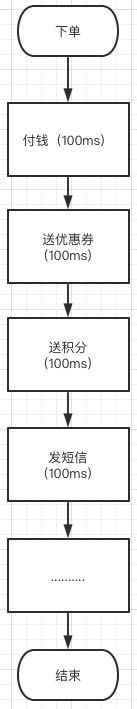 下单
付钱（100ms）
送优惠券
（100ms）
送积分
（100ms）
发短信
（100ms）
..........
结束